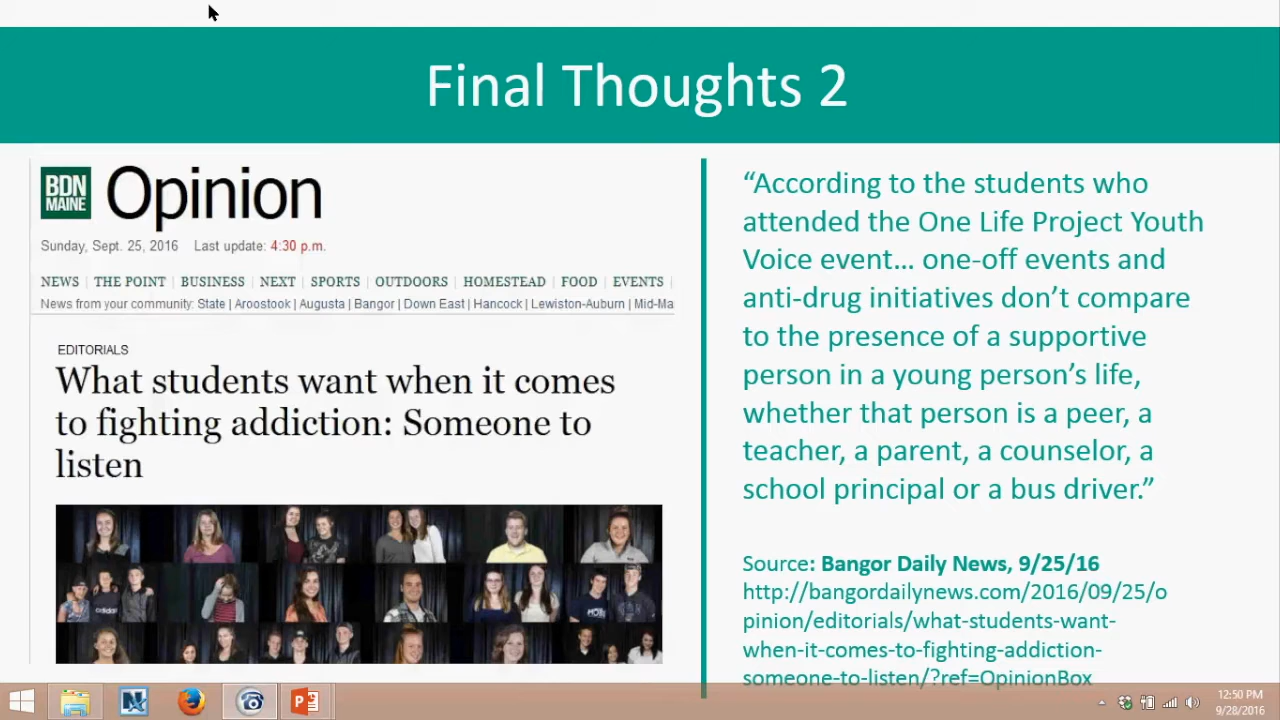 Final Thoughts 2
BDN
MAINE
Opinion
Sunday, Sept. 25, 2016 Last update: 4:30 p.m.
NEWS | THE POINT | BUSINESS | NEXT | SPORTS | OUTDOORS | HOMESTEAD | FOOD | EVENTS |
News from your community: State | Aroostook | Augusta | Bangor | Down East | Hancock | Lewiston-Auburn | Mid-Ma
EDITORIALS
What students want when it comes
to fighting addiction: Someone to
listen
adidas
“According to the students who
attended the One Life Project Youth
Voice event… one-off events and
anti-drug initiatives don’t compare
to the presence of a supportive
person in a young person’s life,
whether that person is a peer, a
teacher, a parent, a counselor, a
school principal or a bus driver.”
Source: Bangor Daily News, 9/25/16
http://bangordailynews.com/2016/09/25/o
pinion/editorials/what-students-want-
when-it-comes-to-fighting-addiction-
someone-to-listen/?ref=OpinionBox
12:50 PM
9/28/2016